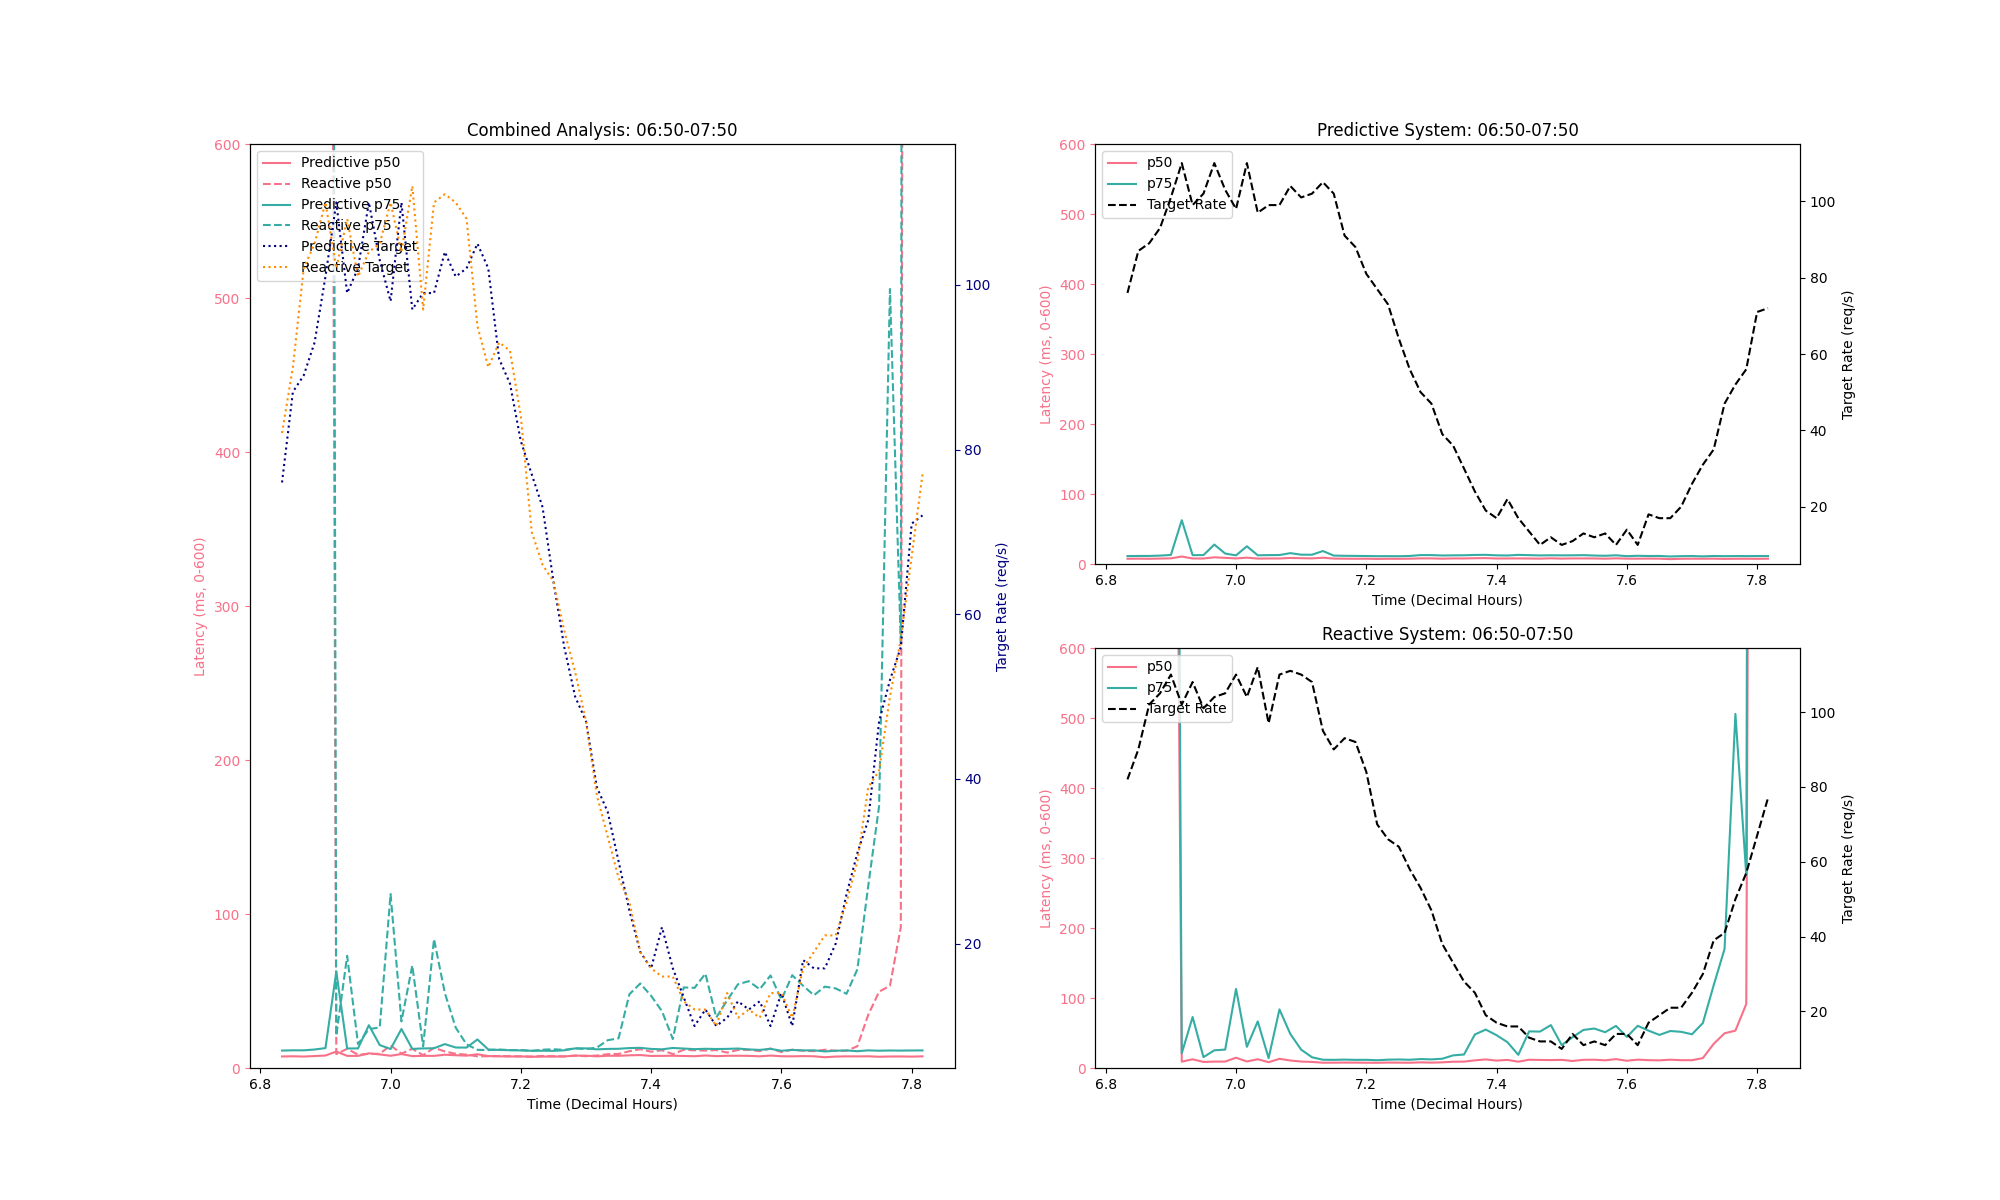 Combined Analysis: 06:50-07:50
Predictive p50
Reactive p50
Predictive p75
Reactive p75
Predictive Target
Reactive Target
600
500
400
300
200
100
0
Latency (ms, 0-600)
100
80
60
40
20
Target Rate (req/s)
6.8 7.0 7.2 7.4 7.6 7.8
Time (Decimal Hours)
Predictive System: 06:50-07:50
p50
p75
Target Rate
600
500
400
300
200
100
0
Latency (ms, 0-600)
100
80
60
40
20
Target Rate (req/s)
6.8 7.0 7.2 7.4 7.6 7.8
Time (Decimal Hours)
Reactive System: 06:50-07:50
p50
p75
Target Rate
600
500
400
300
200
100
0
Latency (ms, 0-600)
100
80
60
40
20
Target Rate (req/s)
6.8 7.0 7.2 7.4 7.6 7.8
Time (Decimal Hours)